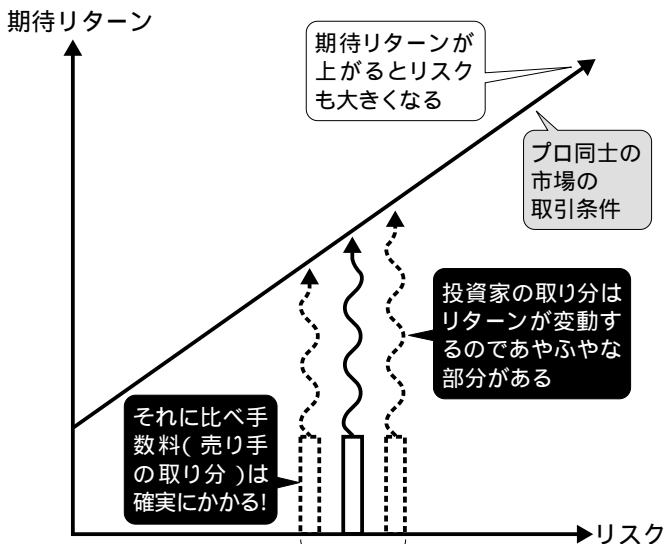 期待リターン
期待リターンが
上がるとリスク
も大きくなる
プロ同士の
市場の
取引条件
投資家の取り分は
リターンが変動す
るのであやふやな
部分がある
それに比べ手
数料(売り手
の取り分)は
確実にかかる!
リスク